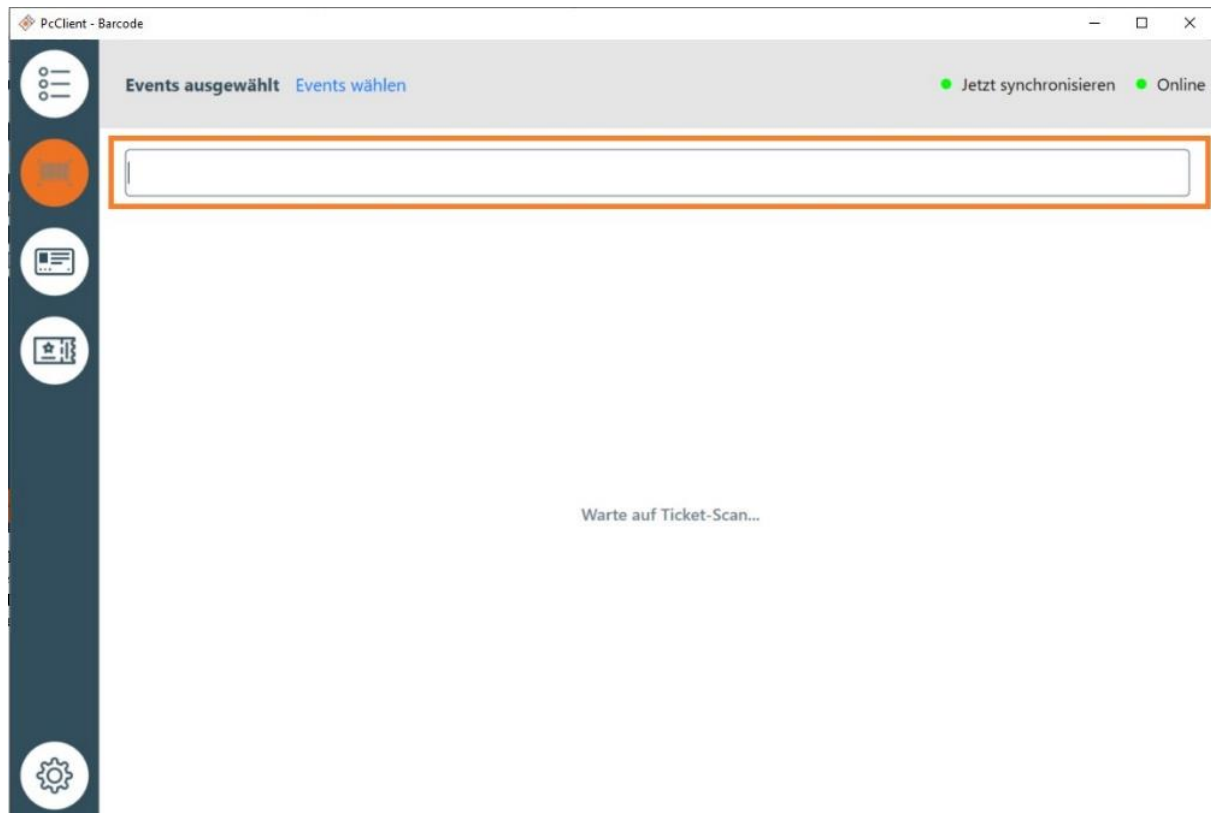 PcClient - Barcode
Events ausgewählt Events wählen Jetzt synchronisieren Online
Warte auf Ticket-Scan...